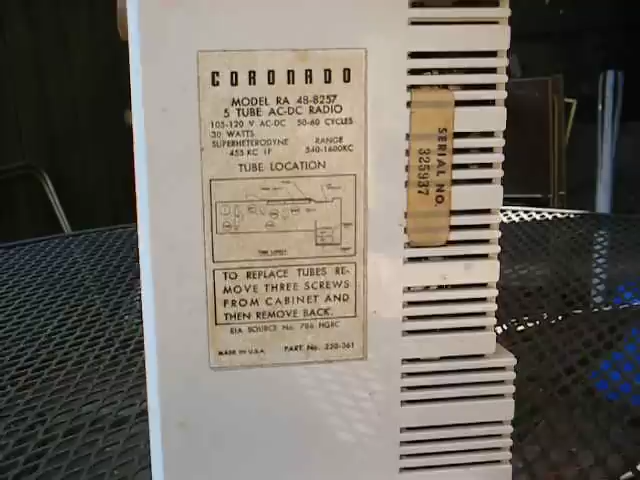 CORONADO
MODEL RA 48-8257
5 TUBE AC-DC RADIO
105-120 V AC-DC 50-60 CYCLES
30 WATTS
SUPERHETERODYNE RANGE
455 KC IF 540-1600KC
TUBE LOCATION
TO REPLACE TUBES RE-
MOVE THREE SCREWS
FROM CABINET AND
THEN REMOVE BACK.
EIA SOURCE No. 786 HGRC
MADE IN U.S.A. PART No. 230-361
SERIAL NO.
325937